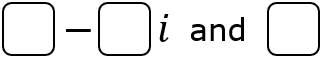 □ − □ i and □